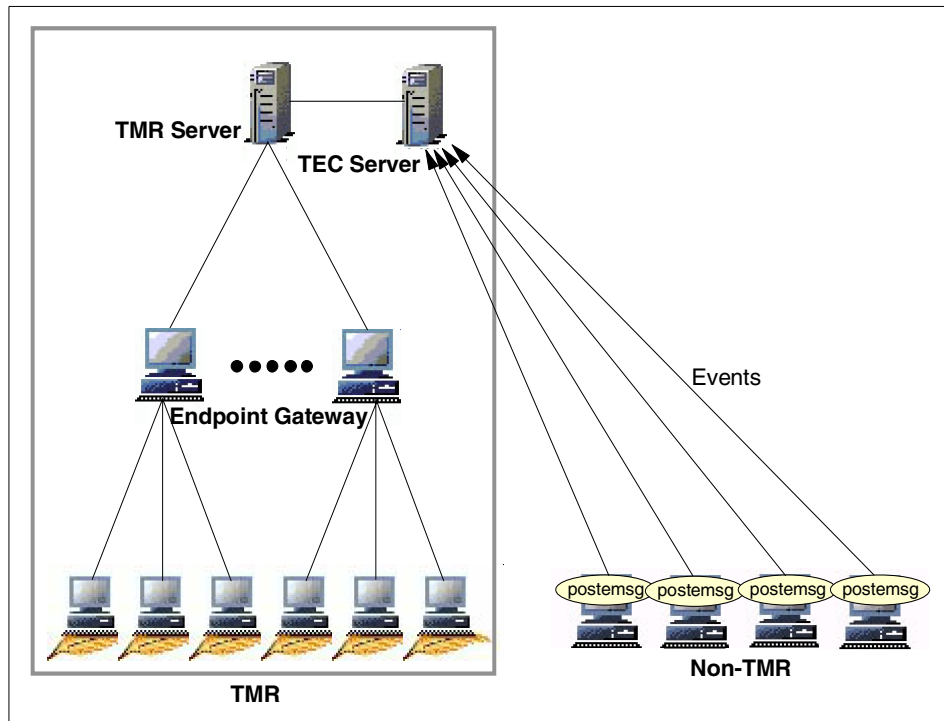 TMR Server
TEC Server
Events
Endpoint Gateway
postemsg
postemsg
postemsg
postemsg
Non-TMR
TMR